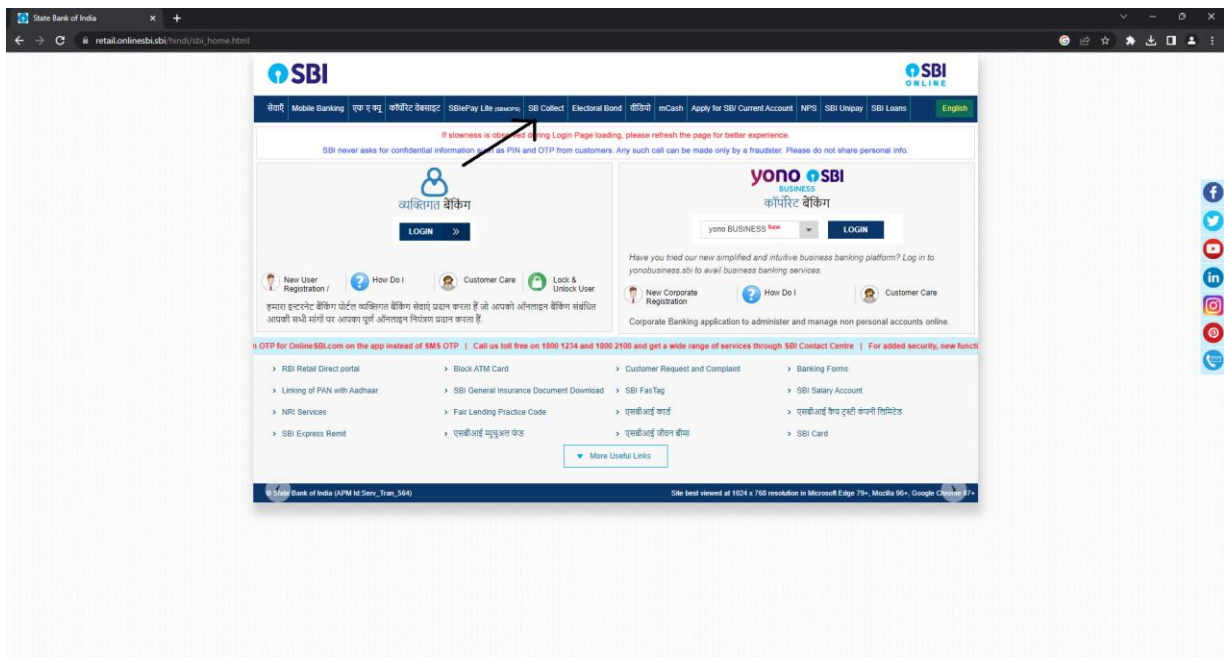 State Bank of India
retail.onlinesbi.sbi/hindi/sbi_home.html
SBI
SBI
ONLINE
सेवाएँ Mobile Banking एफ ए क्यू कॉर्पोरेट वेबसाइट SBIePay Lite (SBMOPS) SB Collect Electoral Bond वीडियो mCash Apply for SB/ Current Account NPS SBI Unipay SBI Loans English
If slowness is observed during Login Page loading, please refresh the page for better experience.
SBI never asks for confidential information such as PIN and OTP from customers. Any such call can be made only by a fraudster. Please do not share personal info.
व्यक्तिगत बैंकिंग
LOGIN
New User Registration /
How Do I
Customer Care
Lock & Unlock User
हमारा इन्टरनेट बैंकिंग पोर्टल व्यक्तिगत बैंकिंग सेवाएं प्रदान करता हैं जो आपको ऑनलाइन बैंकिंग संबंधित
आपकी सभी मांगों पर आपका पूर्ण ऑनलाइन नियंत्रण प्रदान करता हैं.
yono SBI
BUSINESS
कॉर्पोरेट बैंकिंग
yono BUSINESS New
LOGIN
Have you tried our new simplified and intuitive business banking platform? Log in to
yonobusiness.sbi to avail business banking services.
New Corporate Registration
How Do I
Customer Care
Corporate Banking application to administer and manage non personal accounts online.
n OTP for OnlineSBI.com on the app instead of SMS OTP | Call us toll free on 1800 1234 and 1800 2100 and get a wide range of services through SBI Contact Centre | For added security, new functi
RBI Retail Direct portal
Block ATM Card
Customer Request and Complaint
Banking Forms
Linking of PAN with Aadhaar
SBI General Insurance Document Download
SBI FasTag
SBI Salary Account
NRI Services
Fair Lending Practice Code
एसबीआई कार्ड
एसबीआई कैप ट्रस्टी कंपनी लिमिटेड
SBI Express Remit
एसबीआई म्युचुअल फंड
एसबीआई जीवन बीमा
SBI Card
More Useful Links
© State Bank of India (APM Id:Serv_Tran_564)
Site best viewed at 1024 x 768 resolution in Microsoft Edge 79+, Mozilla 96+, Google Chrome 97+